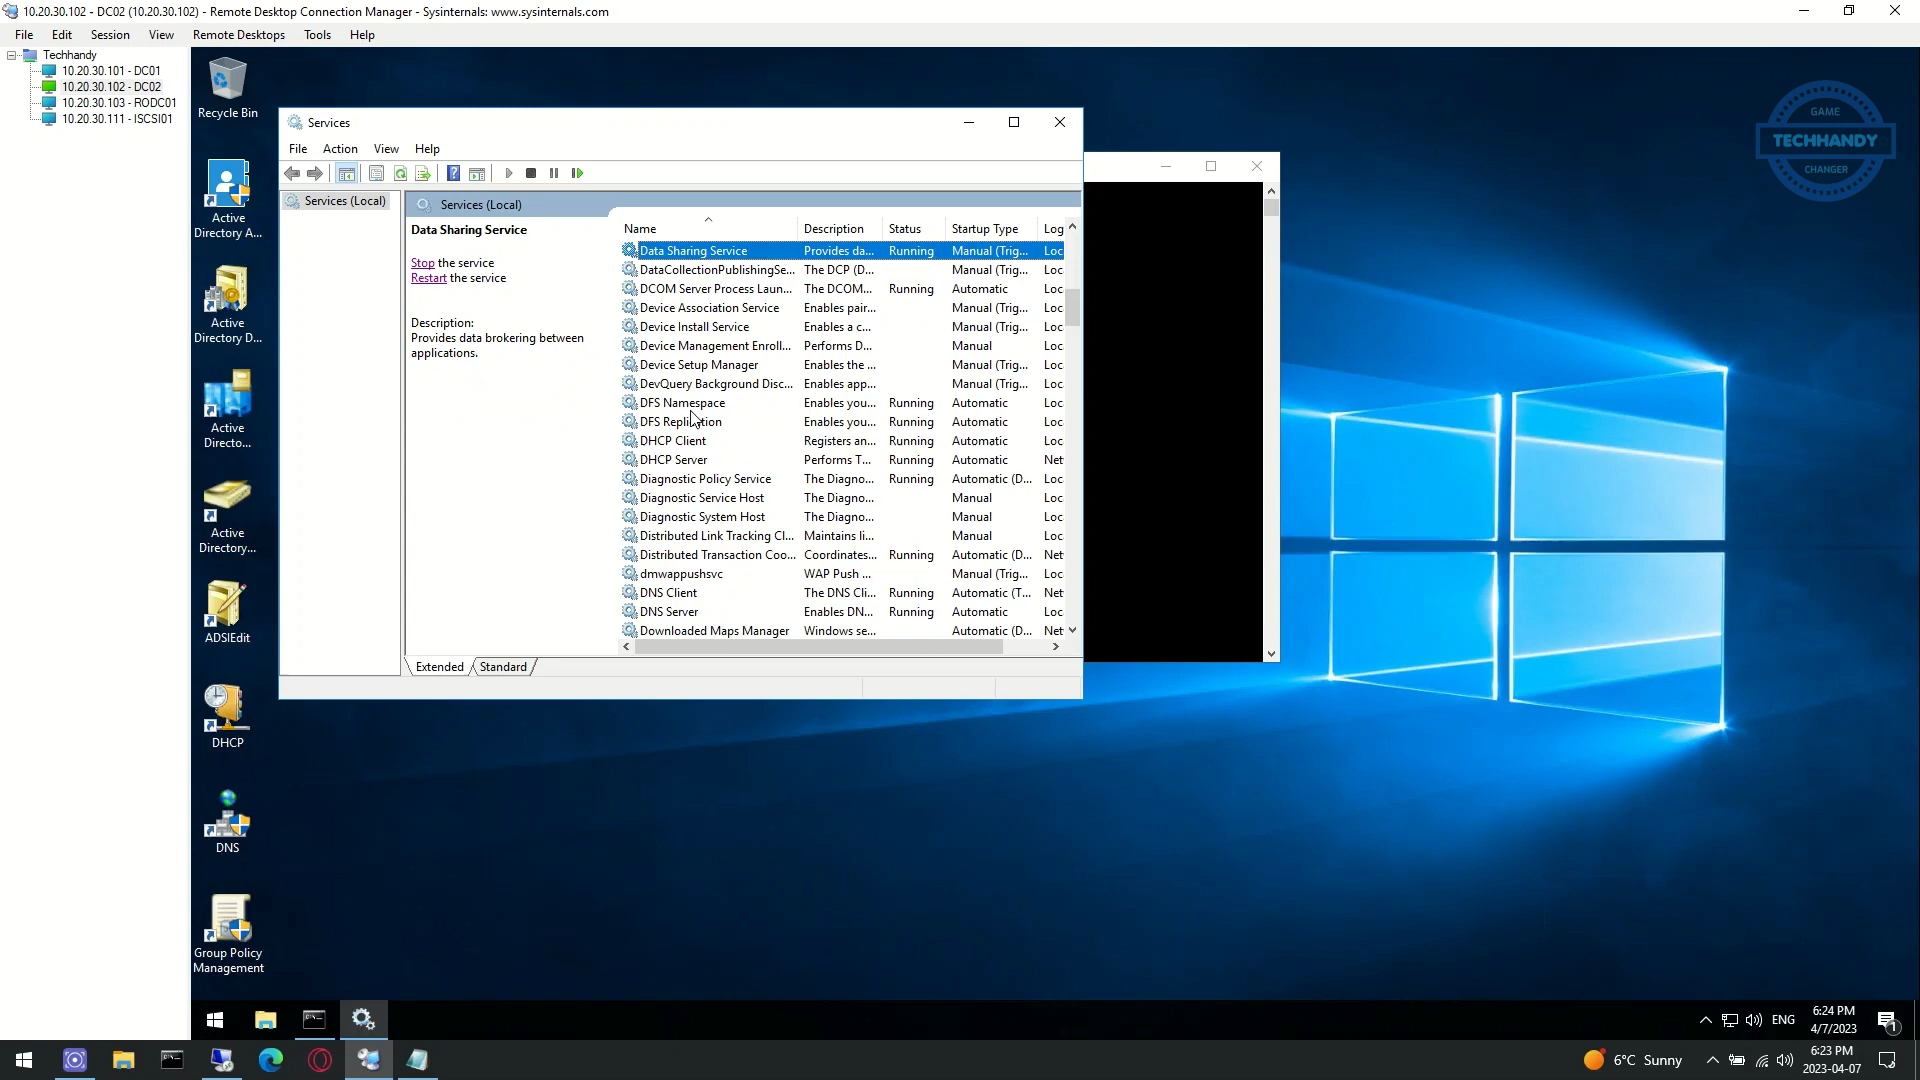 10.20.30.102 - DC02 (10.20.30.102) - Remote Desktop Connection Manager - Sysinternals: www.sysinternals.com
File Edit Session View Remote Desktops Tools Help
Techhandy
10.20.30.101 - DC01
10.20.30.102 - DC02
10.20.30.103 - RODC01
10.20.30.111 - ISCSI01
Recycle Bin
Active
Directory A...
Active
Directory D...
Active
Directo...
Active
Directory...
ADSIEdit
DHCP
DNS
Group Policy
Management
GAME
TECHHANDY
CHANGER
Services
File Action View Help
Services (Local)
Services (Local)
Data Sharing Service
Stop the service
Restart the service
Description:
Provides data brokering between
applications.
Name Description Status Startup Type Log
Data Sharing Service Provides da... Running Manual (Trig... Loc
DataCollectionPublishingSe... The DCP (D... Manual (Trig... Loc
DCOM Server Process Laun... The DCOM... Running Automatic Loc
Device Association Service Enables pair... Manual (Trig... Loc
Device Install Service Enables a c... Manual (Trig... Loc
Device Management Enroll... Performs D... Manual Loc
Device Setup Manager Enables the ... Manual (Trig... Loc
DevQuery Background Disc... Enables app... Manual (Trig... Loc
DFS Namespace Enables you... Running Automatic Loc
DFS Replication Enables you... Running Automatic Loc
DHCP Client Registers an... Running Automatic Loc
DHCP Server Performs T... Running Automatic Net
Diagnostic Policy Service The Diagno... Running Automatic (D... Loc
Diagnostic Service Host The Diagno... Manual Loc
Diagnostic System Host The Diagno... Manual Loc
Distributed Link Tracking Cl... Maintains li... Manual Loc
Distributed Transaction Coo... Coordinates... Running Automatic (D... Net
dmwappushsvc WAP Push ... Manual (Trig... Loc
DNS Client The DNS Cli... Running Automatic (T... Net
DNS Server Enables DN... Running Automatic Loc
Downloaded Maps Manager Windows se... Automatic (D... Net
Extended Standard
ENG
6:24 PM
4/7/2023
1
6°C Sunny
6:23 PM
2023-04-07